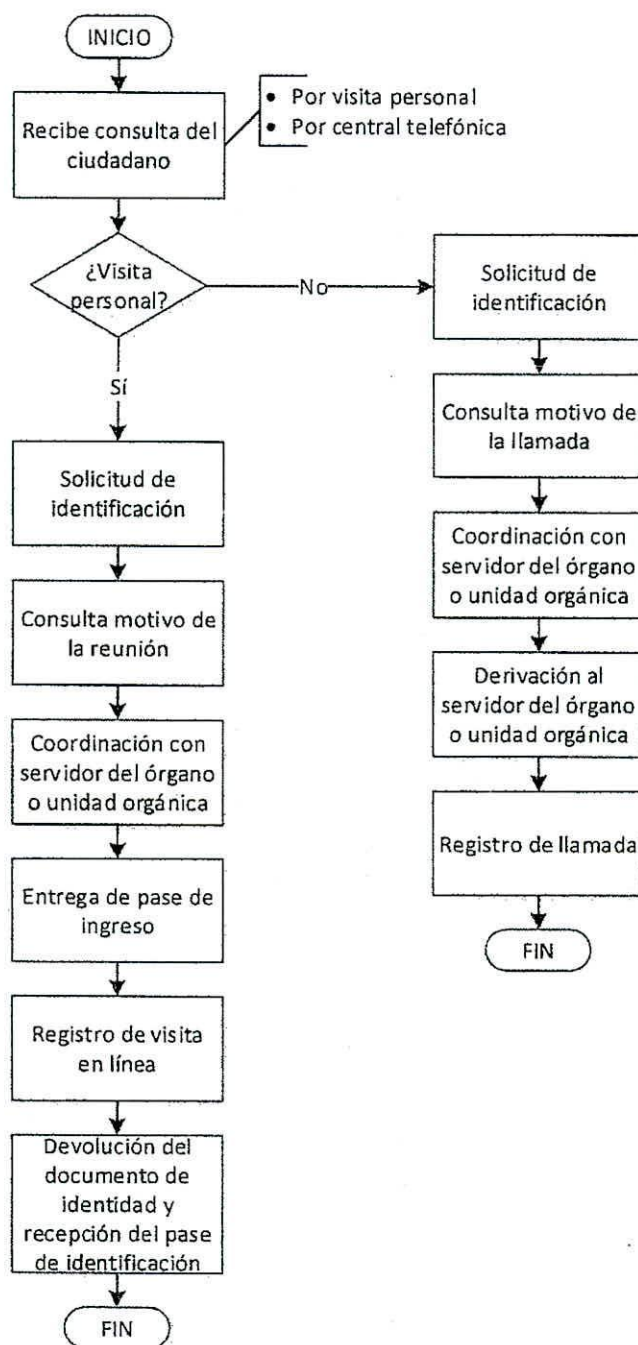 INICIO
Recibe consulta del
ciudadano
• Por visita personal
• Por central telefónica
¿Visita
personal?
No
Sí
Solicitud de
identificación
Consulta motivo de
la reunión
Coordinación con
servidor del órgano
o unidad orgánica
Entrega de pase de
ingreso
Registro de visita
en línea
Devolución del
documento de
identidad y
recepción del pase
de identificación
FIN
Solicitud de
identificación
Consulta motivo de
la llamada
Coordinación con
servidor del órgano
o unidad orgánica
Derivación al
servidor del órgano
o unidad orgánica
Registro de llamada
FIN